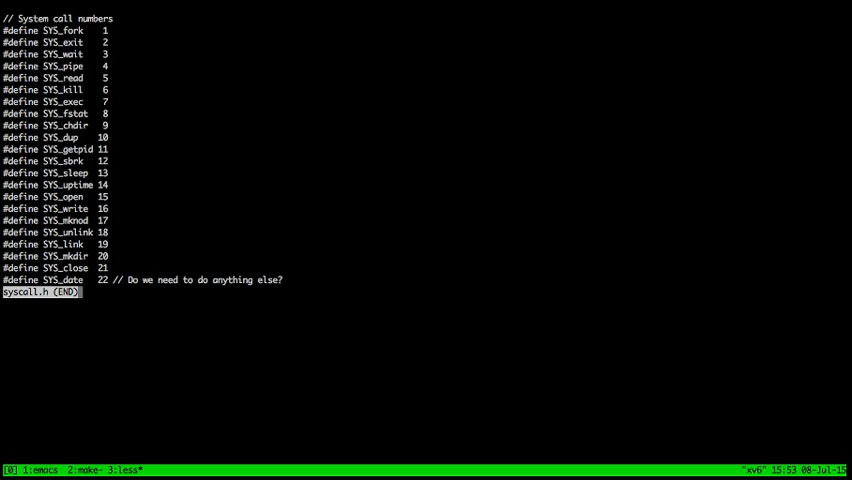 // System call numbers
#define SYS_fork    1
#define SYS_exit    2
#define SYS_wait    3
#define SYS_pipe    4
#define SYS_read    5
#define SYS_kill    6
#define SYS_exec    7
#define SYS_fstat   8
#define SYS_chdir   9
#define SYS_dup    10
#define SYS_getpid 11
#define SYS_sbrk   12
#define SYS_sleep  13
#define SYS_uptime 14
#define SYS_open   15
#define SYS_write  16
#define SYS_mknod  17
#define SYS_unlink 18
#define SYS_link   19
#define SYS_mkdir  20
#define SYS_close  21
#define SYS_date   22 // Do we need to do anything else?
syscall.h (END)
[0] 1:emacs  2:make- 3:less* "xv6" 15:53 08-Jul-15